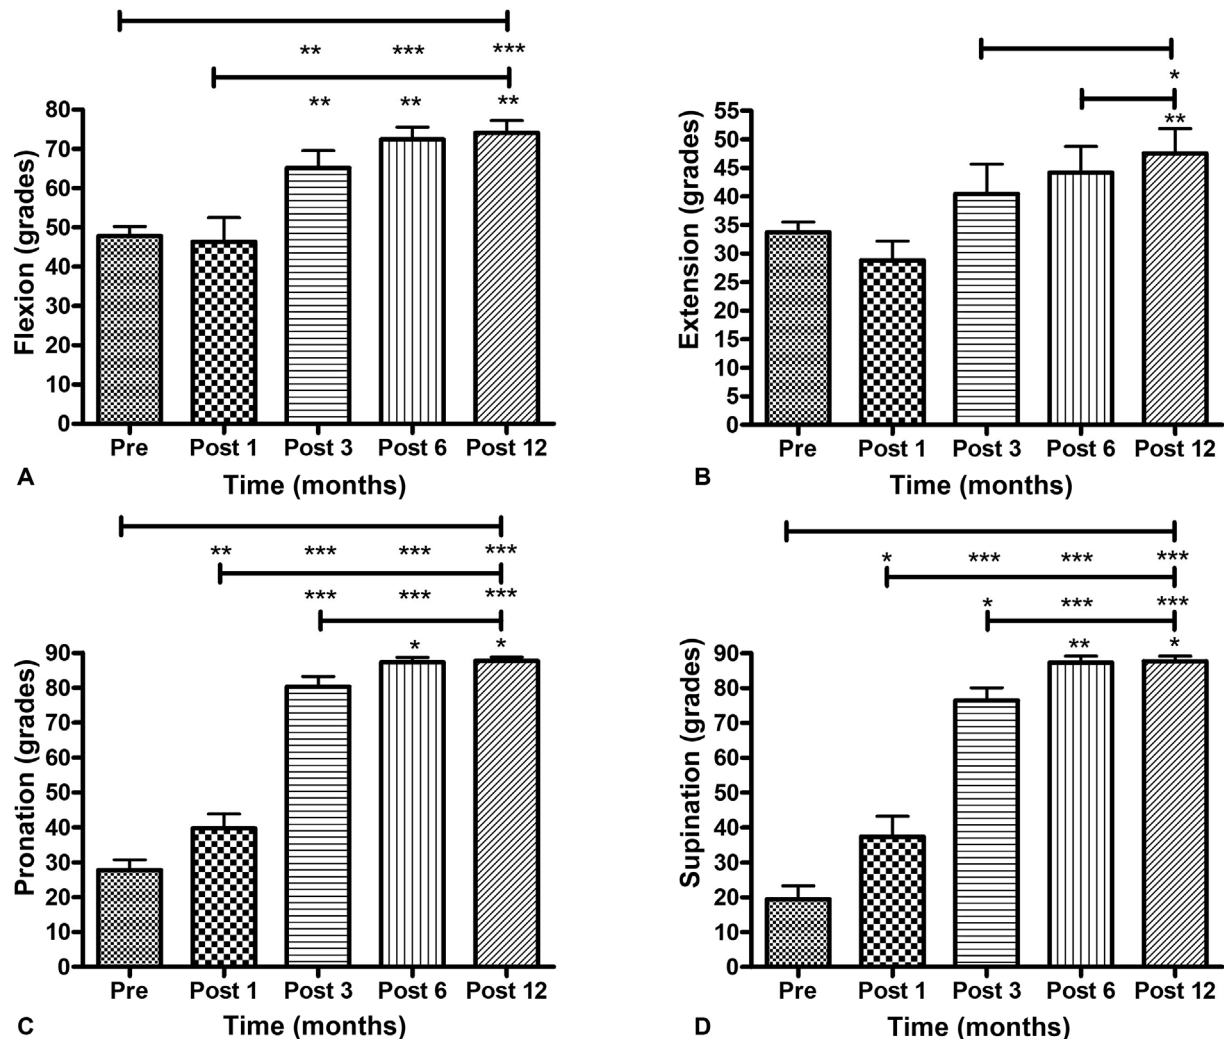 ** *** ***
** ** **
80
70
60
50
40
30
20
10
0
Flexion (grades)
Pre Post 1 Post 3 Post 6 Post 12
A
Time (months)
*
**
55
50
45
40
35
30
25
20
15
10
5
0
Extension (grades)
Pre Post 1 Post 3 Post 6 Post 12
B
Time (months)
** *** *** ***
*** *** ***
* *
90
80
70
60
50
40
30
20
10
0
Pronation (grades)
Pre Post 1 Post 3 Post 6 Post 12
C
Time (months)
* *** *** ***
* *** ***
** *
90
80
70
60
50
40
30
20
10
0
Supination (grades)
Pre Post 1 Post 3 Post 6 Post 12
D
Time (months)